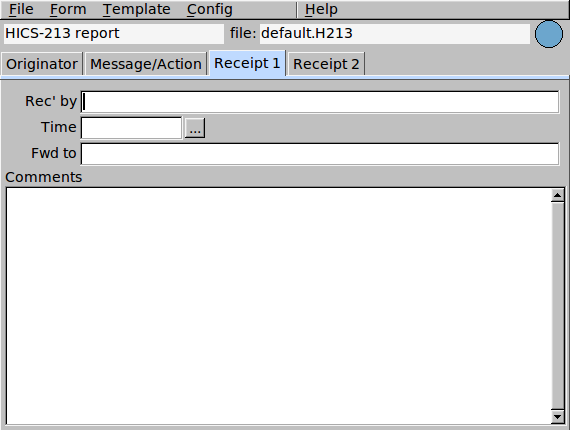 File Form Template Config Help
HICS-213 report file: default.H213
Originator Message/Action Receipt 1 Receipt 2
Rec' by
Time ...
Fwd to
Comments